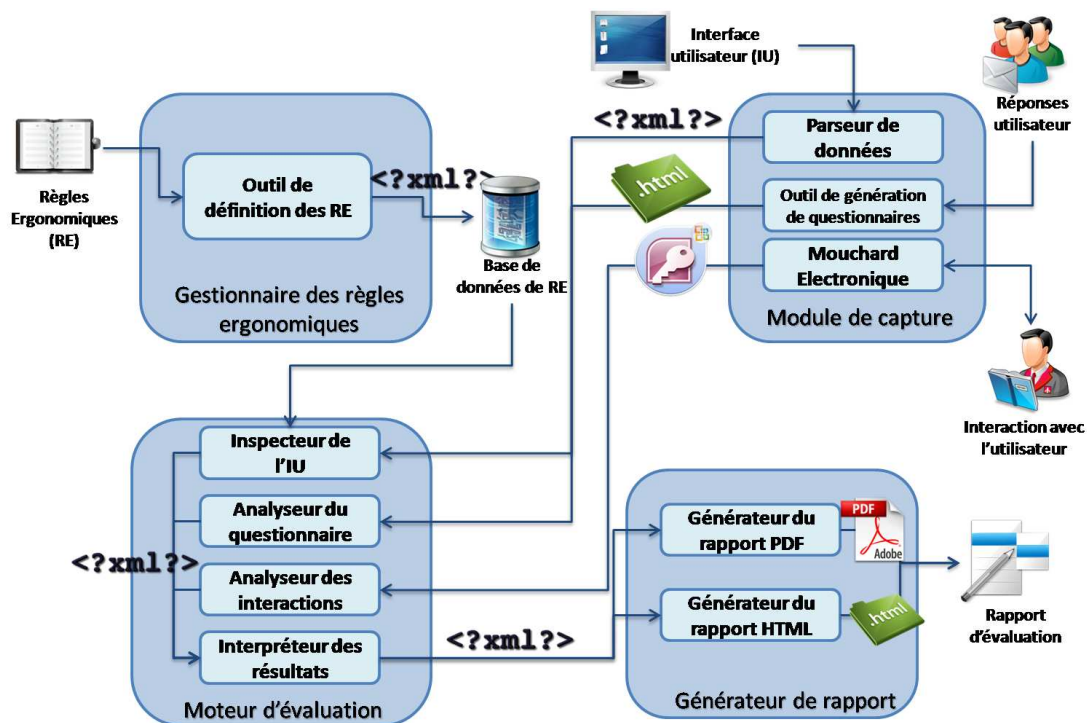 Interface
utilisateur (IU)
Réponses
utilisateur
<?xml?>
Parseur de
données
Règles
Ergonomiques
(RE)
Outil de
définition des RE
<?xml?>
Base de
données de RE
Gestionnaire des règles
ergonomiques
.html
Outil de génération
de questionnaires
Mouchard
Electronique
Module de capture
Interaction avec
l'utilisateur
Inspecteur de
l'IU
Analyseur du
questionnaire
<?xml?>
Analyseur des
interactions
Interpréteur des
résultats
Moteur d'évaluation
<?xml?>
Générateur du
rapport PDF
PDF
Adobe
Générateur du
rapport HTML
.html
Générateur de rapport
Rapport
d'évaluation